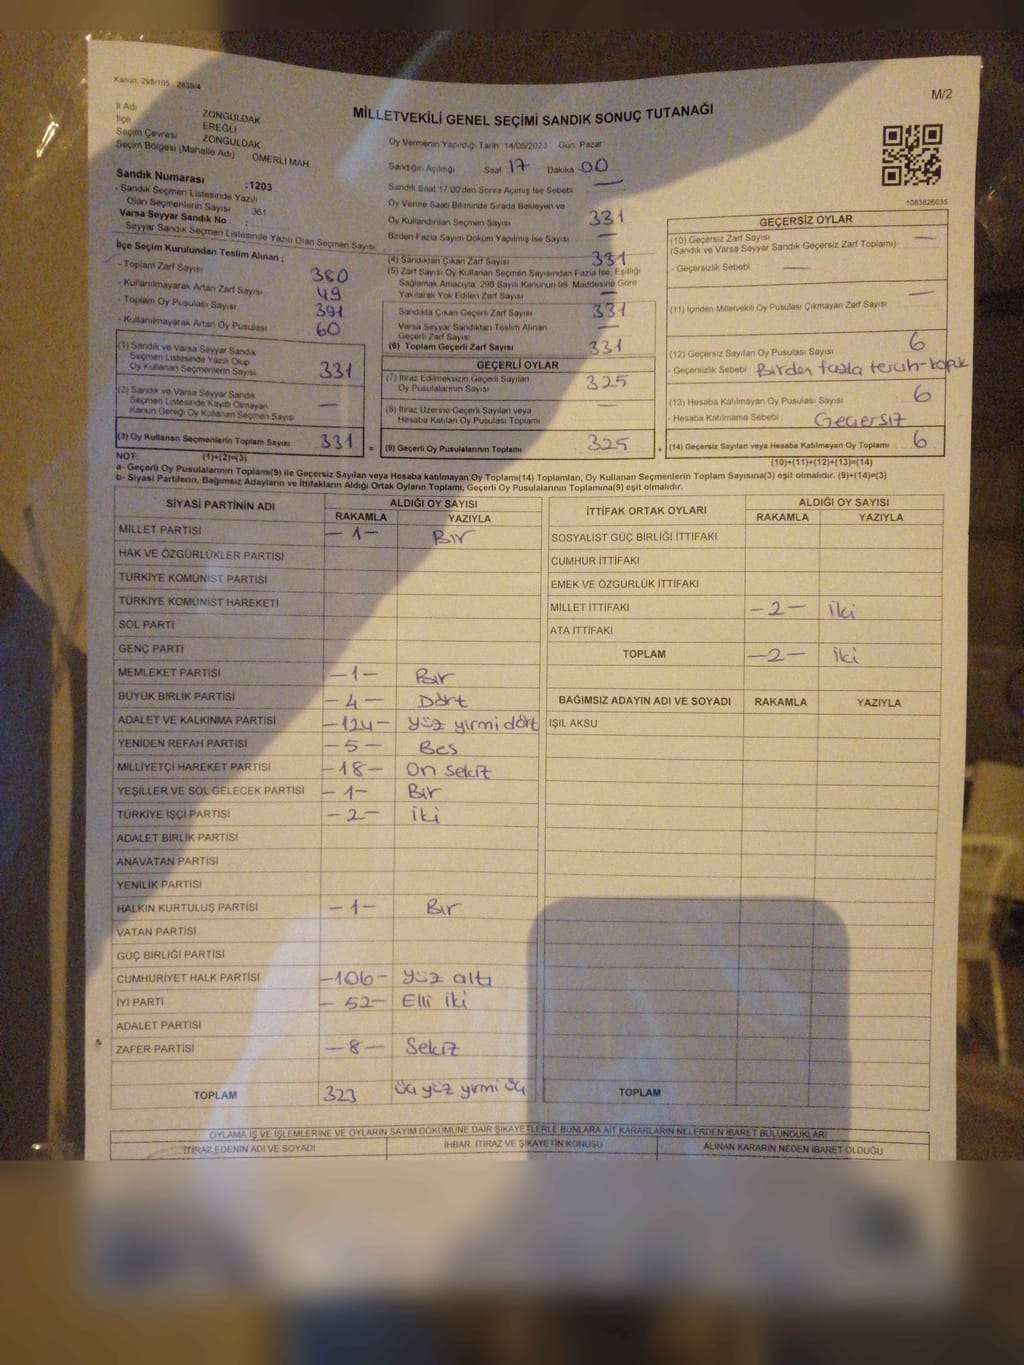 Kanun: 298/105 - 2839/4
M/2
MİLLETVEKİLİ GENEL SEÇİMİ SANDIK SONUÇ TUTANAĞI
İl Adı ZONGULDAK
İlçe EREĞLİ
Seçim Çevresi ZONGULDAK
Seçim Bölgesi (Mahalle Adı) : ÖMERLİ MAH.
Oy Vermenin Yapıldığı Tarih 14/05/2023 Gün: Pazar
Sandığın Açıldığı Saat 17 Dakika 00
Sandık Saat 17:00'den Sonra Açılmış İse Sebebi —
Oy Verme Saati Bitiminde Sırada Bekleyen ve
Oy Kullandırılan Seçmen Sayısı 331
Birden Fazla Sayım Döküm Yapılmış İse Sayısı —
1083826035
Sandık Numarası :1203
- Sandık Seçmen Listesinde Yazılı
Olan Seçmenlerin Sayısı : 361
Varsa Seyyar Sandık No :
- Seyyar Sandık Seçmen Listesinde Yazılı Olan Seçmen Sayısı
İlçe Seçim Kurulundan Teslim Alınan ;
- Toplam Zarf Sayısı 380
- Kullanılmayarak Artan Zarf Sayısı 49
- Toplam Oy Pusulası Sayısı 391
- Kullanılmayarak Artan Oy Pusulası 60
(1) Sandık ve Varsa Seyyar Sandık
Seçmen Listesinde Yazılı Olup
Oy Kullanan Seçmenlerin Sayısı 331
(2) Sandık ve Varsa Seyyar Sandık
Seçmen Listesinde Kayıtlı Olmayan
Kanun Gereği Oy Kullanan Seçmen Sayısı —
(3) Oy Kullanan Seçmenlerin Toplam Sayısı 331
(1)+(2)=(3)
(4) Sandıktan Çıkan Zarf Sayısı 331
(5) Zarf Sayısı Oy Kullanan Seçmen Sayısından Fazla İse, Eşitliği
Sağlamak Amacıyla, 298 Sayılı Kanunun 98. Maddesine Göre
Yakılarak Yok Edilen Zarf Sayısı —
Sandıkta Çıkan Geçerli Zarf Sayısı 331
Varsa Seyyar Sandıktan Teslim Alınan
Geçerli Zarf Sayısı —
(6) Toplam Geçerli Zarf Sayısı 331
GEÇERLİ OYLAR
(7) İtiraz Edilmeksizin Geçerli Sayılan
Oy Pusulalarının Sayısı 325
(8) İtiraz Üzerine Geçerli Sayılan veya
Hesaba Katılan Oy Pusulaları Toplamı —
= (9) Geçerli Oy Pusulalarının Toplamı 325 +
GEÇERSİZ OYLAR
(10) Geçersiz Zarf Sayısı —
(Sandık ve Varsa Seyyar Sandık Geçersiz Zarf Toplamı)
- Geçersizlik Sebebi —
(11) İçinden Milletvekili Oy Pusulası Çıkmayan Zarf Sayısı —
(12) Geçersiz Sayılan Oy Pusulası Sayısı 6
Geçersizlik Sebebi Birden fazla tercih-
(13) Hesaba Katılmayan Oy Pusulası Sayısı 6
Hesaba Katılmama Sebebi Geçersiz
(14) Geçersiz Sayılan veya Hesaba Katılmayan Oy Toplamı 6
(10)+(11)+(12)+(13)=(14)
NOT:
a- Geçerli Oy Pusulalarının Toplamı(9) ile Geçersiz Sayılan veya Hesaba katılmayan Oy Toplamı(14) Toplamları, Oy Kullanan Seçmenlerin Toplam Sayısına(3) eşit olmalıdır. (9)+(14)=(3)
b- Siyasi Partilerin, Bağımsız Adayların ve İttifakların Aldığı Ortak Oyların Toplamı, Geçerli Oy Pusulalarının Toplamına(9) eşit olmalıdır.
SİYASİ PARTİNİN ADI ALDIĞI OY SAYISI
RAKAMLA YAZIYLA
MİLLET PARTİSİ -1- Bir
HAK VE ÖZGÜRLÜKLER PARTİSİ
TÜRKİYE KOMÜNİST PARTİSİ
TÜRKİYE KOMÜNİST HAREKETİ
SOL PARTİ
GENÇ PARTİ
MEMLEKET PARTİSİ -1- Bir
BÜYÜK BİRLİK PARTİSİ -4- Dört
ADALET VE KALKINMA PARTİSİ -124- yüz yirmi dört
YENİDEN REFAH PARTİSİ -5- Bes
MİLLİYETÇİ HAREKET PARTİSİ -18- On sekiz
YEŞİLLER VE SOL GELECEK PARTİSİ -1- Bir
TÜRKİYE İŞÇİ PARTİSİ -2- iki
ADALET BİRLİK PARTİSİ
ANAVATAN PARTİSİ
YENİLİK PARTİSİ
HALKIN KURTULUŞ PARTİSİ -1- Bir
VATAN PARTİSİ
GÜÇ BİRLİĞİ PARTİSİ
CUMHURİYET HALK PARTİSİ -106- yüz altı
İYİ PARTİ -52- Elli iki
ADALET PARTİSİ
ZAFER PARTİSİ -8- Sekiz
TOPLAM 323 üç yüz yirmi üç
İTTİFAK ORTAK OYLARI ALDIĞI OY SAYISI
RAKAMLA YAZIYLA
SOSYALİST GÜÇ BİRLİĞİ İTTİFAKI
CUMHUR İTTİFAKI
EMEK VE ÖZGÜRLÜK İTTİFAKI
MİLLET İTTİFAKI -2- iki
ATA İTTİFAKI
TOPLAM -2- iki
BAĞIMSIZ ADAYIN ADI VE SOYADI RAKAMLA YAZIYLA
IŞIL AKSU
TOPLAM
OYLAMA İŞ VE İŞLEMLERİNE VE OYLARIN SAYIM DÖKÜMÜNE DAİR ŞİKAYETLERLE BUNLARA AİT KARARLARIN NELERDEN İBARET BULUNDUKLARI
İTİRAZ EDENİN ADI VE SOYADI İHBAR, İTİRAZ VE ŞİKAYETİN KONUSU ALINAN KARARIN NEDEN İBARET OLDUĞU